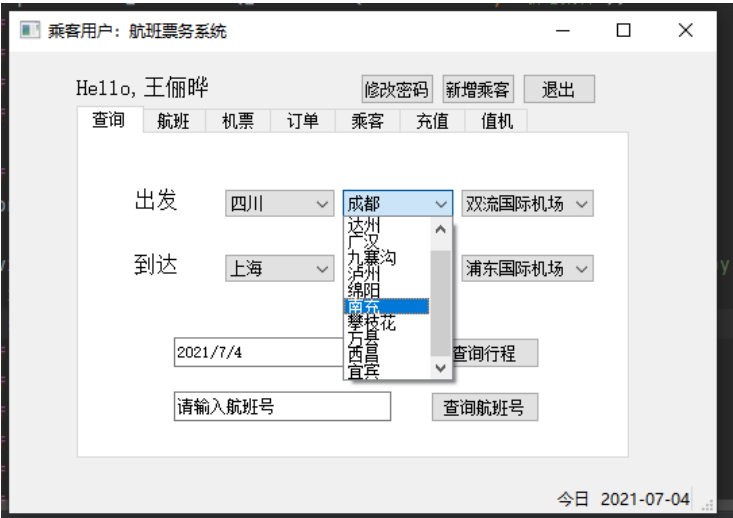 乘客用户：航班票务系统
Hello,王俪晔 修改密码 新增乘客 退出
查询 航班 机票 订单 乘客 充值 值机
出发 四川 成都 双流国际机场
达州
广汉
九寨沟
到达 上海 浦东国际机场
泸州
绵阳
南充
攀枝花
万县
2021/7/4 查询行程
西昌
宜宾
请输入航班号 查询航班号
今日 2021-07-04